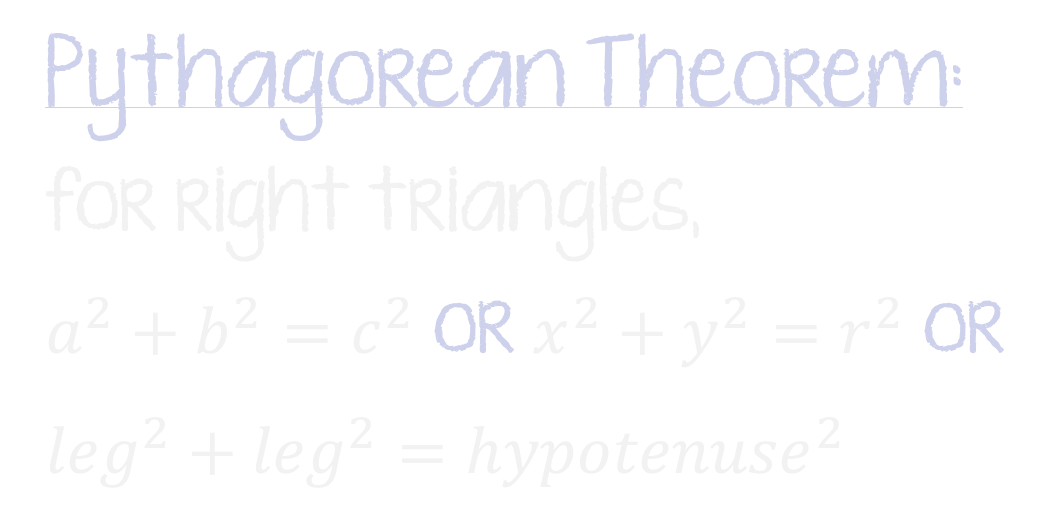 Pythagorean Theorem:
for right triangles,
a² + b² = c² OR x² + y² = r² OR
leg² + leg² = hypotenuse²